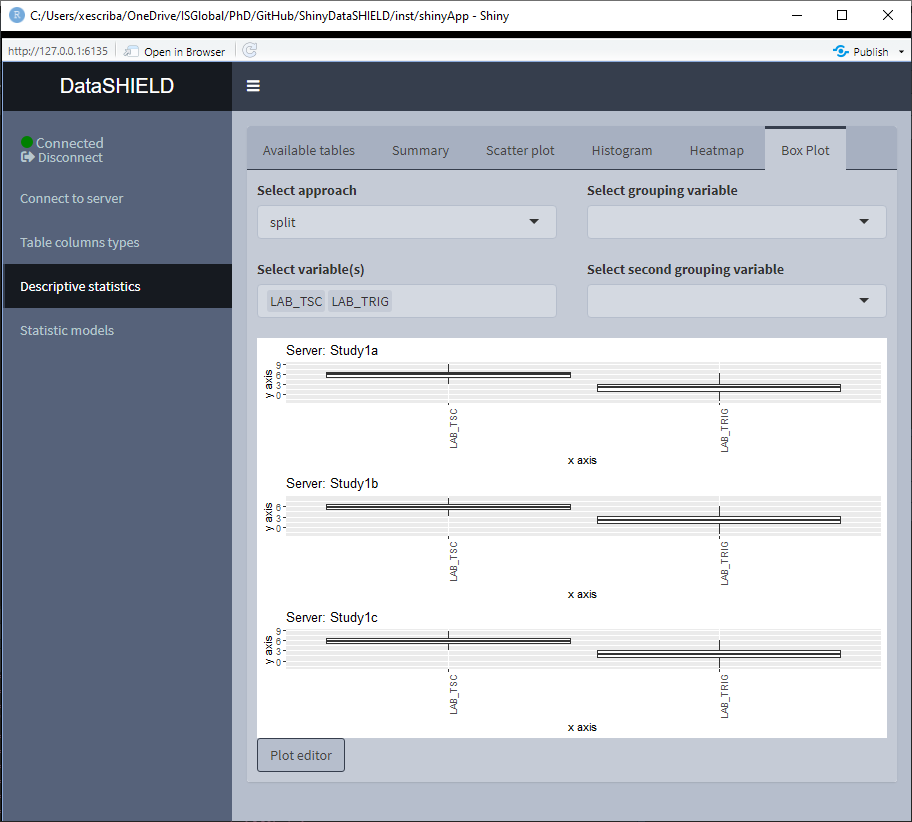 C:/Users/xescriba/OneDrive/ISGlobal/PhD/GitHub/ShinyDataSHIELD/inst/shinyApp - Shiny
http://127.0.0.1:6135 Open in Browser Publish
DataSHIELD
Connected
Disconnect
Connect to server
Table columns types
Descriptive statistics
Statistic models
Available tables Summary Scatter plot Histogram Heatmap Box Plot
Select approach Select grouping variable
split
Select variable(s) Select second grouping variable
LAB_TSC LAB_TRIG
Server: Study1a
y axis
9
6
3
0
LAB_TSC LAB_TRIG
x axis
Server: Study1b
y axis
6
3
0
LAB_TSC LAB_TRIG
x axis
Server: Study1c
y axis
9
6
3
0
LAB_TSC LAB_TRIG
x axis
Plot editor